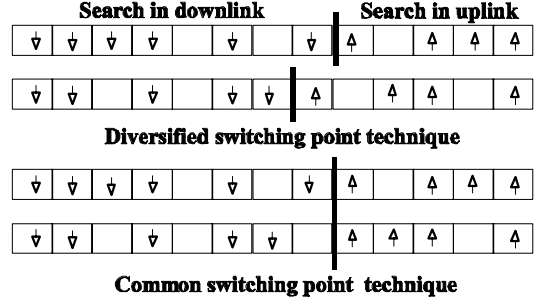 Search in downlink
Search in uplink
Diversified switching point technique
Common switching point technique